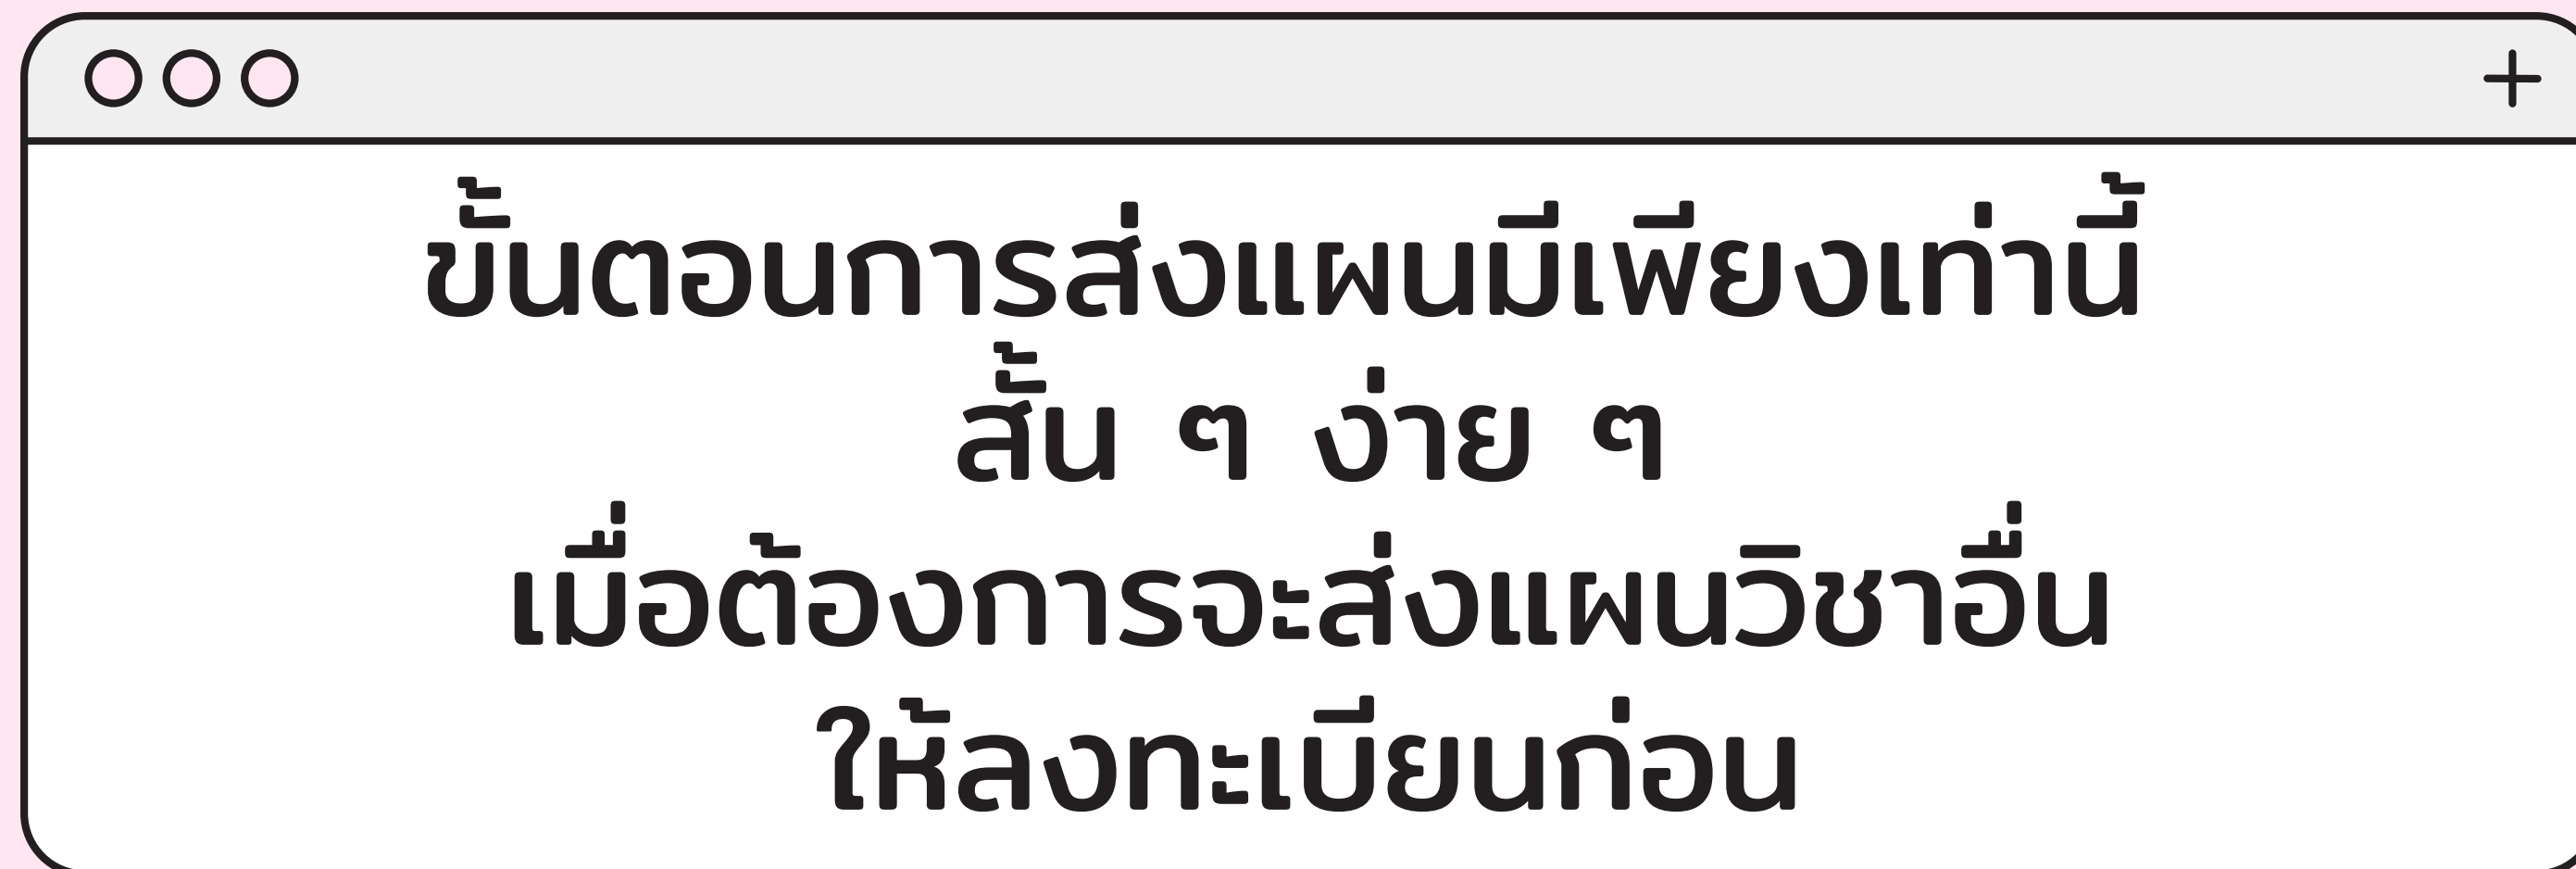 ขั้นตอนการส่งแผนมีเพียงเท่านี้
สั้น ๆ ง่าย ๆ
เมื่อต้องการจะส่งแผนวิชาอื่น
ให้ลงทะเบียนก่อน